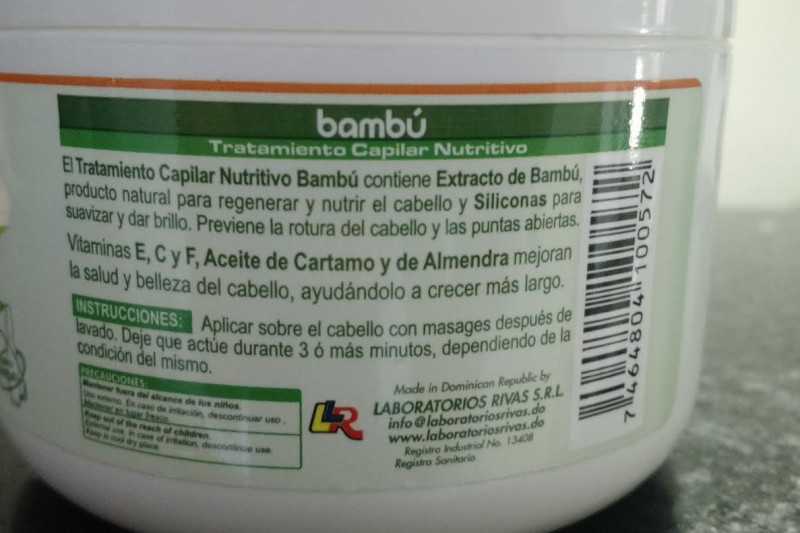 bambú
Tratamiento Capilar Nutritivo
El Tratamiento Capilar Nutritivo Bambú contiene Extracto de Bambú,
producto natural para regenerar y nutrir el cabello y Siliconas para
suavizar y dar brillo. Previene la rotura del cabello y las puntas abiertas.
Vitaminas E, C y F, Aceite de Cartamo y de Almendra mejoran
la salud y belleza del cabello, ayudándolo a crecer más largo.
INSTRUCCIONES: Aplicar sobre el cabello con masages después de
lavado. Deje que actúe durante 3 ó más minutos, dependiendo de la
condición del mismo.
PRECAUCIONES:
Mantener fuera del alcance de los niños.
Uso externo. En caso de irritación, descontinuar uso.
Mantener en lugar fresco.
Keep out of the reach of children.
External use. In case of irritation, descontinue use.
Keep in cool dry place.
LR
Made in Dominican Republic by
LABORATORIOS RIVAS S.R.L.
info@laboratoriosrivas.do
www.laboratoriosrivas.do
Registro Industrial No. 13408
Registro Sanitario
7 464804 100572